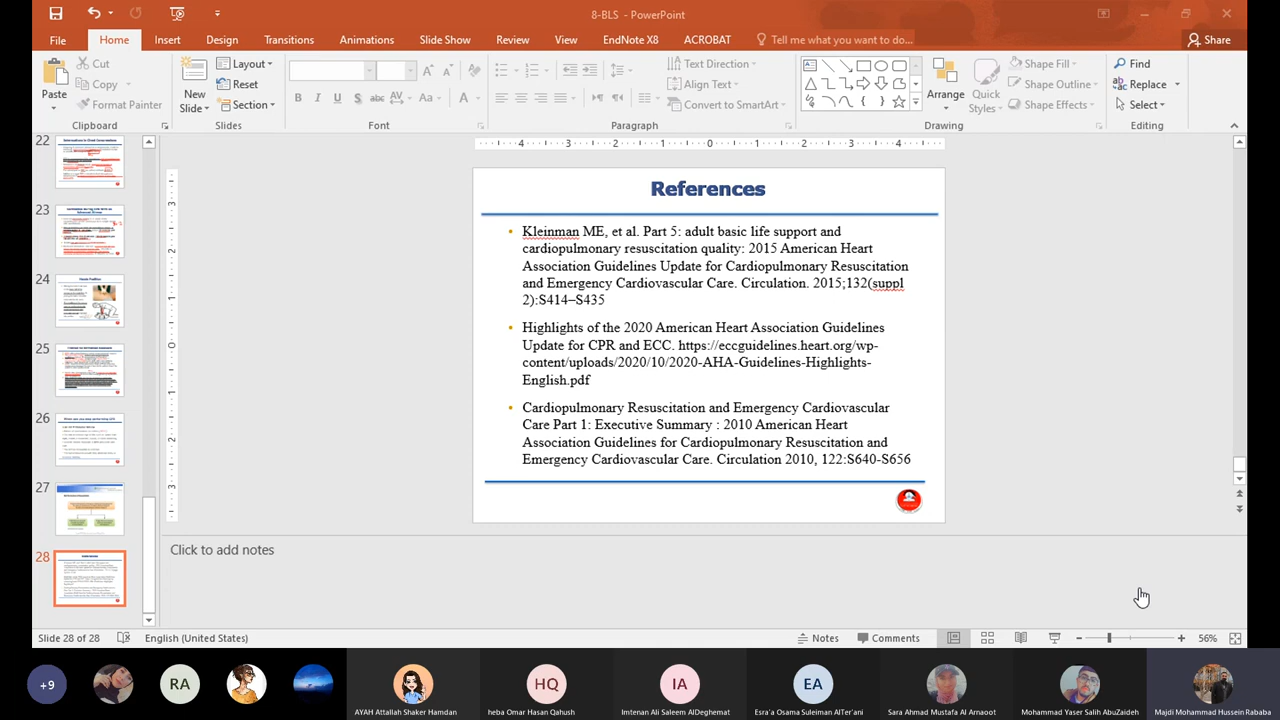 8-BLS - PowerPoint
File Home Insert Design Transitions Animations Slide Show Review View EndNote X8 ACROBAT Tell me what you want to do... Share
Paste
Cut
Copy
Format Painter
Clipboard
New Slide
Layout
Reset
Section
Slides
B I U S abc AV Aa A
Font
Paragraph
Text Direction
Align Text
Convert to SmartArt
Arrange
Quick Styles
Shape Fill
Shape Outline
Shape Effects
Drawing
Find
Replace
Select
Editing
22
23
24
25
26
27
28
References
Kleinman ME, et al. Part 5: adult basic life support and
cardiopulmonary resuscitation quality: 2015 American Heart
Association Guidelines Update for Cardiopulmonary Resuscitation
and Emergency Cardiovascular Care. Circulation. 2015;132(suppl
2):S414–S435
Highlights of the 2020 American Heart Association Guidelines
Update for CPR and ECC. https://eccguidelines.heart.org/wp-
content/uploads/2020/10/2020-AHA-Guidelines-Highlights-
English.pdf
Cardiopulmonary Resuscitation and Emergency Cardiovascular
Care Part 1: Executive Summary : 2010 American Heart
Association Guidelines for Cardiopulmonary Resuscitation and
Emergency Cardiovascular Care. Circulation 2010, 122:S640-S656
Click to add notes
Slide 28 of 28 English (United States) Notes Comments 56%
+9 RA HQ IA EA
AYAH Attallah Shaker Hamdan heba Omar Hasan Qahush Imtenan Ali Saleem AlDeghemat Esra'a Osama Suleiman AlTer'ani Sara Ahmad Mustafa Al Arnaoot Mohammad Yaser Salih AbuZaideh Majdi Mohammad Hussein Rababa